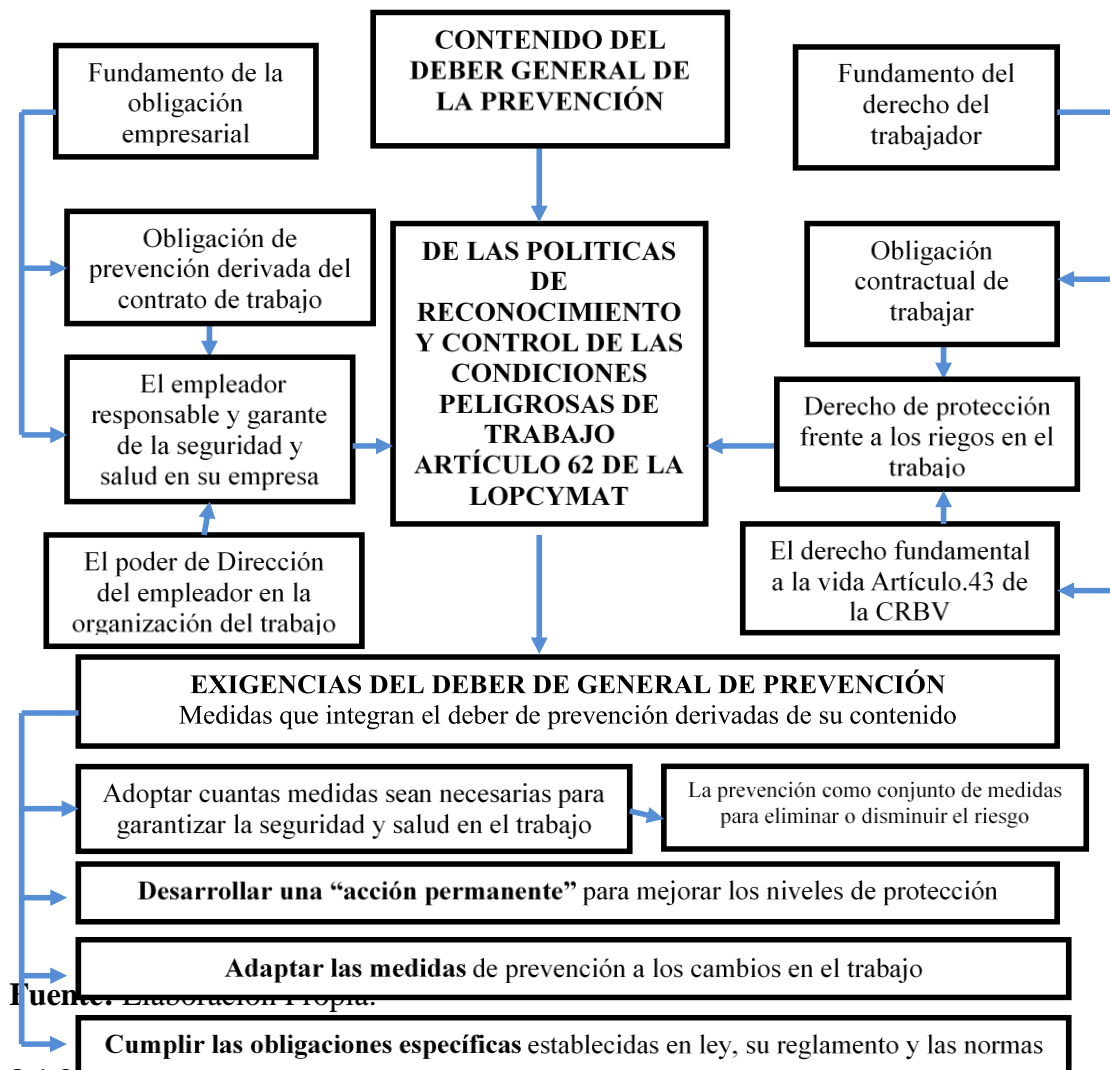 CONTENIDO DEL
DEBER GENERAL DE
LA PREVENCIÓN
Fundamento de la
obligación
empresarial
Fundamento del
derecho del
trabajador
Obligación de
prevención derivada del
contrato de trabajo
DE LAS POLITICAS
DE
RECONOCIMIENTO
Y CONTROL DE LAS
CONDICIONES
PELIGROSAS DE
TRABAJO
ARTÍCULO 62 DE LA
LOPCYMAT
Obligación
contractual de
trabajar
El empleador
responsable y garante
de la seguridad y
salud en su empresa
Derecho de protección
frente a los riegos en el
trabajo
El poder de Dirección
del empleador en la
organización del trabajo
El derecho fundamental
a la vida Artículo.43 de
la CRBV
EXIGENCIAS DEL DEBER DE GENERAL DE PREVENCIÓN
Medidas que integran el deber de prevención derivadas de su contenido
Adoptar cuantas medidas sean necesarias para
garantizar la seguridad y salud en el trabajo
La prevención como conjunto de medidas
para eliminar o disminuir el riesgo
Desarrollar una “acción permanente” para mejorar los niveles de protección
Adaptar las medidas de prevención a los cambios en el trabajo
Fuente: Elaboración Propia.
Cumplir las obligaciones específicas establecidas en ley, su reglamento y las normas